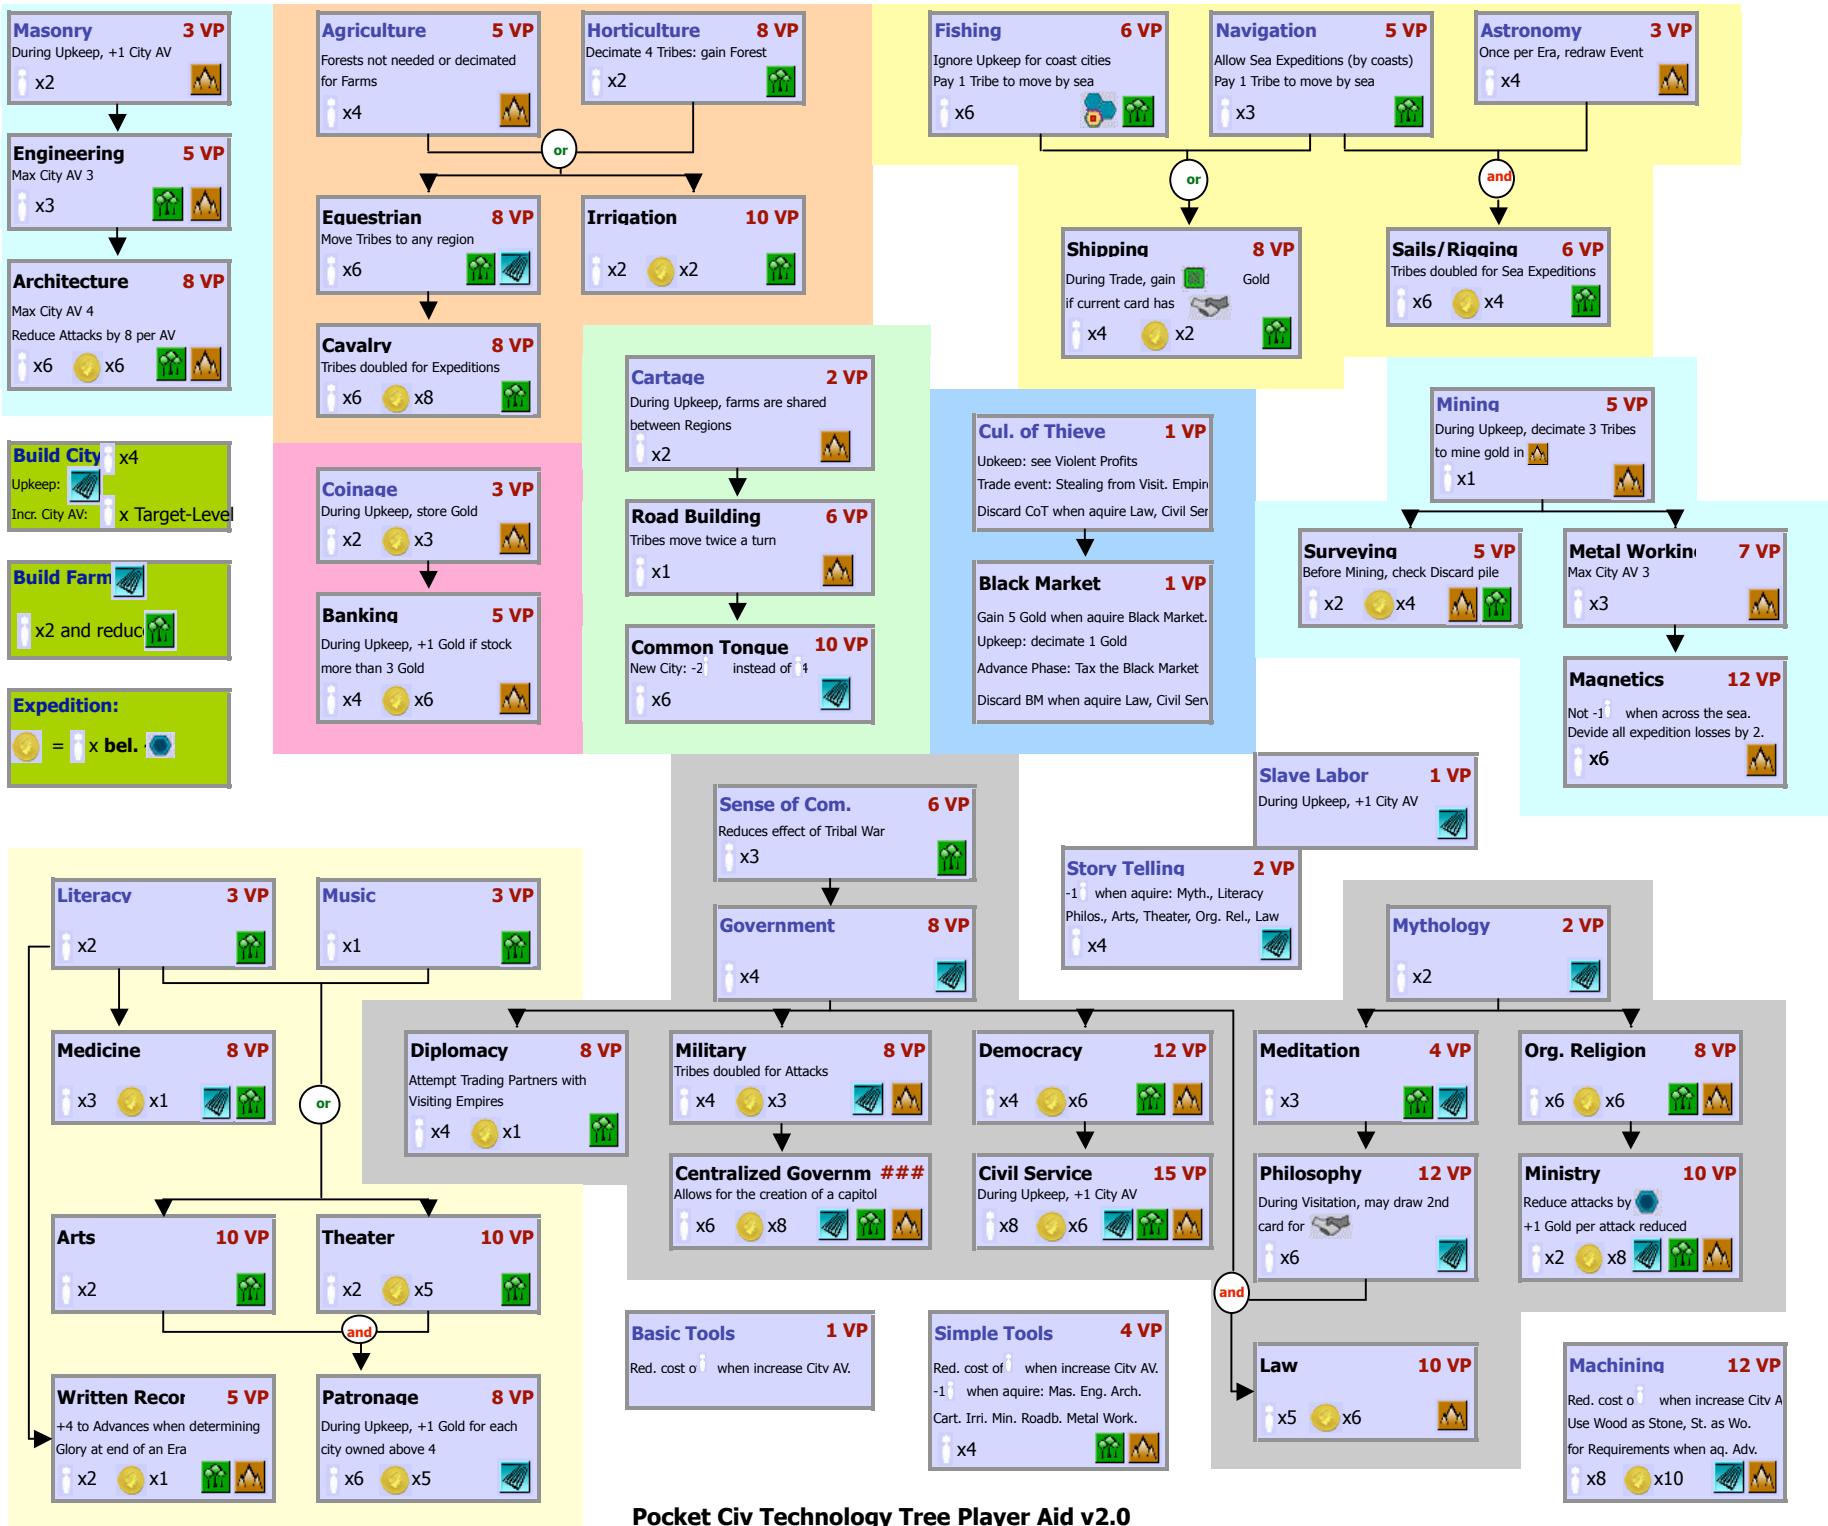 Masonry 3 VP
During Upkeep, +1 City AV
x2
Engineering 5 VP
Max City AV 3
x3
Architecture 8 VP
Max City AV 4
Reduce Attacks by 8 per AV
x6 x6
Build City x4
Upkeep:
Incr. City AV: x Target-Level
Build Farm
x2 and reduc
Expedition:
= x bel. -
Agriculture 5 VP
Forests not needed or decimated
for Farms
x4
Horticulture 8 VP
Decimate 4 Tribes: gain Forest
x2
or
Equestrian 8 VP
Move Tribes to any region
x6
Irrigation 10 VP
x2 x2
Cavalry 8 VP
Tribes doubled for Expeditions
x6 x8
Coinage 3 VP
During Upkeep, store Gold
x2 x3
Banking 5 VP
During Upkeep, +1 Gold if stock
more than 3 Gold
x4 x6
Cartage 2 VP
During Upkeep, farms are shared
between Regions
x2
Road Building 6 VP
Tribes move twice a turn
x1
Common Tongue 10 VP
New City: -2 instead of 4
x6
Fishing 6 VP
Ignore Upkeep for coast cities
Pay 1 Tribe to move by sea
x6
Navigation 5 VP
Allow Sea Expeditions (by coasts)
Pay 1 Tribe to move by sea
x3
Astronomy 3 VP
Once per Era, redraw Event
x4
or
and
Shipping 8 VP
During Trade, gain Gold
if current card has
x4 x2
Sails/Rigging 6 VP
Tribes doubled for Sea Expeditions
x6 x4
Cul. of Thieve 1 VP
Upkeep: see Violent Profits
Trade event: Stealing from Visit. Empire
Discard CoT when aquire Law, Civil Ser
Black Market 1 VP
Gain 5 Gold when aquire Black Market.
Upkeep: decimate 1 Gold
Advance Phase: Tax the Black Market
Discard BM when aquire Law, Civil Serv
Mining 5 VP
During Upkeep, decimate 3 Tribes
to mine gold in
x1
Surveying 5 VP
Before Mining, check Discard pile
x2 x4
Metal Workin 7 VP
Max City AV 3
x3
Magnetics 12 VP
Not -1 when across the sea.
Devide all expedition losses by 2.
x6
Slave Labor 1 VP
During Upkeep, +1 City AV
Story Telling 2 VP
-1 when aquire: Myth., Literacy
Philos., Arts, Theater, Org. Rel., Law
x4
Sense of Com. 6 VP
Reduces effect of Tribal War
x3
Government 8 VP
x4
Mythology 2 VP
x2
Diplomacy 8 VP
Attempt Trading Partners with
Visiting Empires
x4 x1
Military 8 VP
Tribes doubled for Attacks
x4 x3
Democracy 12 VP
x4 x6
Meditation 4 VP
x3
Org. Religion 8 VP
x6 x6
Centralized Governm ###
Allows for the creation of a capitol
x6 x8
Civil Service 15 VP
During Upkeep, +1 City AV
x8 x6
Philosophy 12 VP
During Visitation, may draw 2nd
card for
x6
Ministry 10 VP
Reduce attacks by
+1 Gold per attack reduced
x2 x8
and
Law 10 VP
x5 x6
Literacy 3 VP
x2
Music 3 VP
x1
Medicine 8 VP
x3 x1
or
Arts 10 VP
x2
Theater 10 VP
x2 x5
and
Written Recor 5 VP
+4 to Advances when determining
Glory at end of an Era
x2 x1
Patronage 8 VP
During Upkeep, +1 Gold for each
city owned above 4
x6 x5
Basic Tools 1 VP
Red. cost o when increase City AV.
Simple Tools 4 VP
Red. cost of when increase City AV.
-1 when aquire: Mas. Eng. Arch.
Cart. Irri. Min. Roadb. Metal Work.
x4
Machining 12 VP
Red. cost o when increase City A
Use Wood as Stone, St. as Wo.
for Requirements when aq. Adv.
x8 x10
Pocket Civ Technology Tree Player Aid v2.0